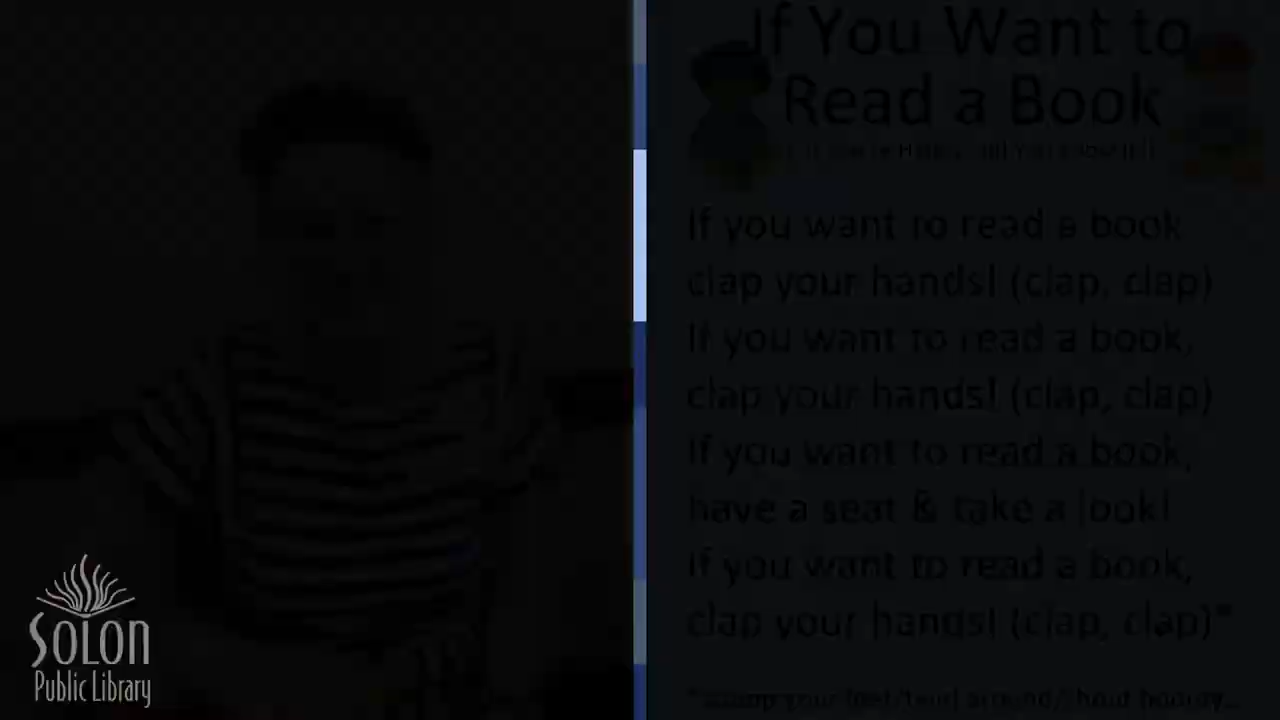 If You Want to
Read a Book
If you want to read a book
clap your hands! (clap, clap)
If you want to read a book,
clap your hands! (clap, clap)
If you want to read a book,
have a seat & take a look!
If you want to read a book,
clap your hands! (clap, clap)*
SOLON
Public Library